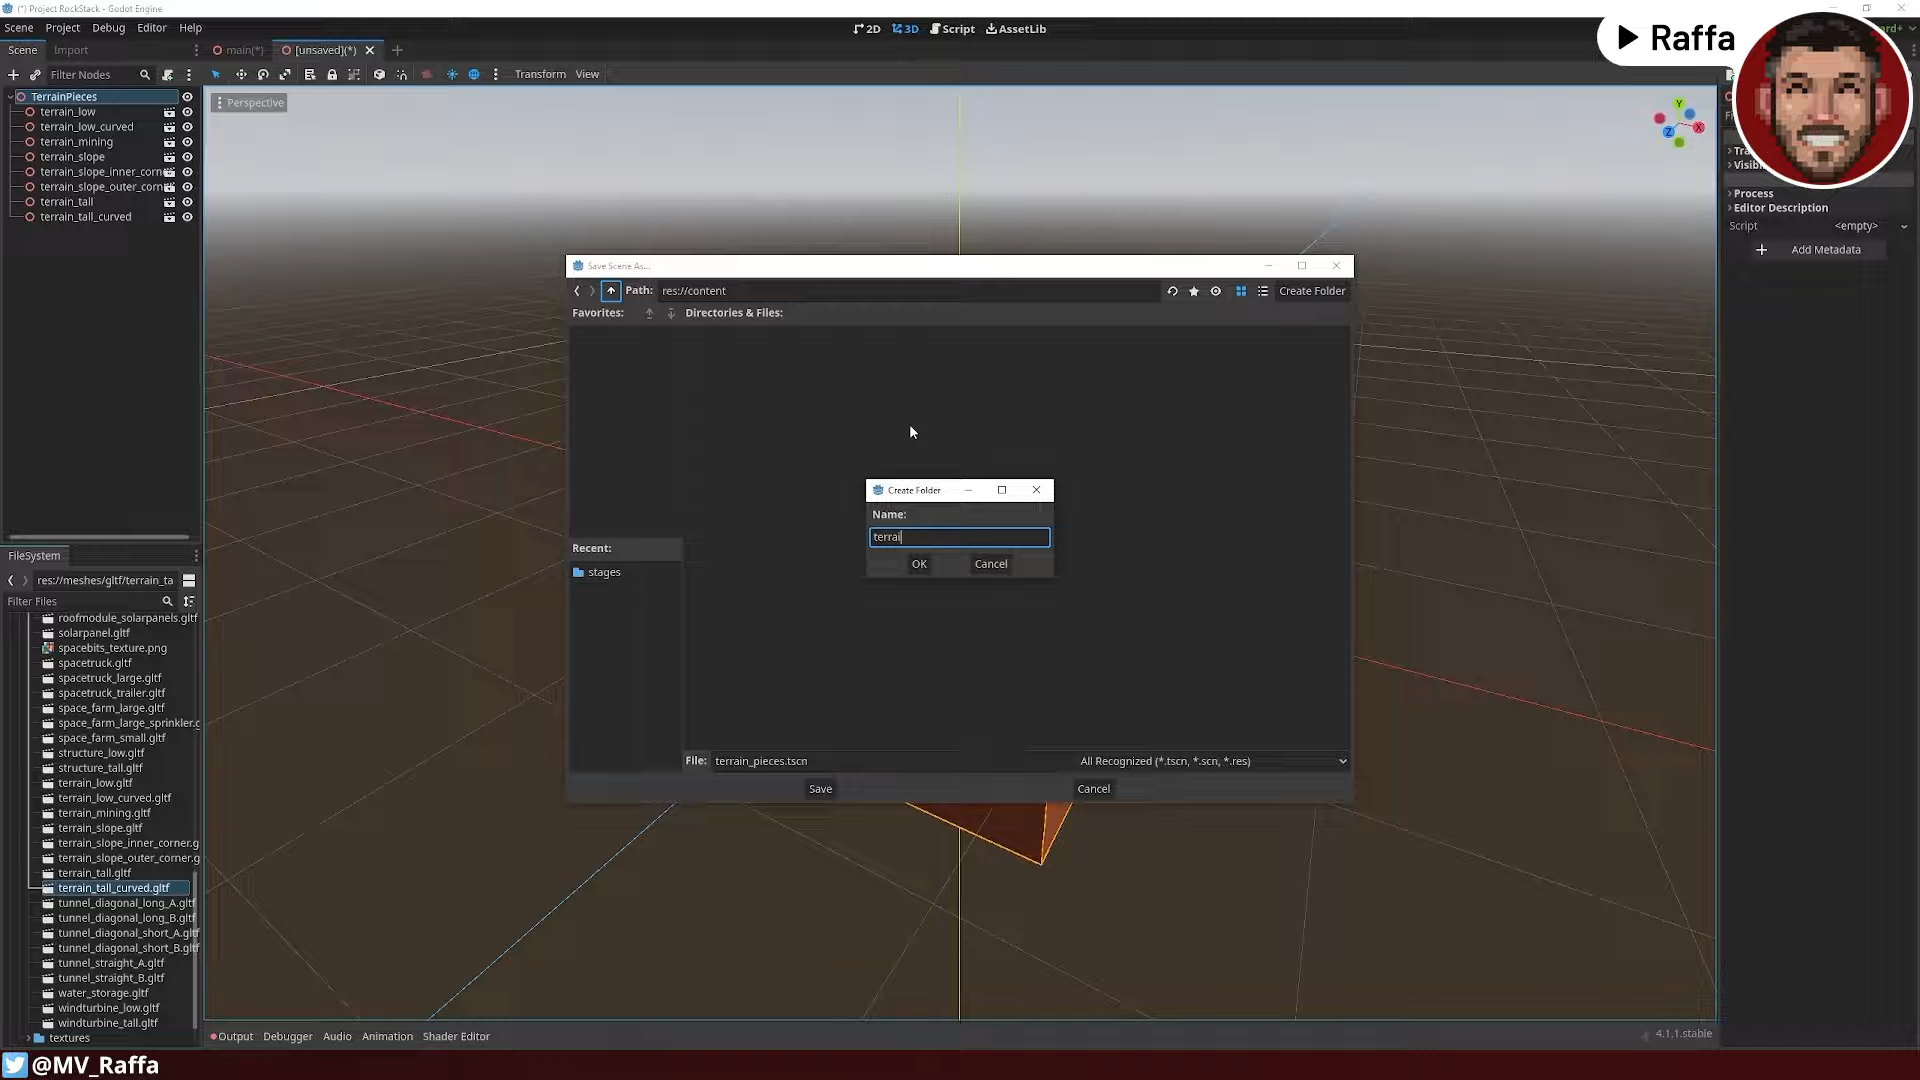 (*) Project RockStack - Godot Engine
Scene Project Debug Editor Help
2D 3D Script AssetLib
Raffa
Scene Import
main(*) [unsaved](*)
Filter Nodes
Transform View
Perspective
TerrainPieces
terrain_low
terrain_low_curved
terrain_mining
terrain_slope
terrain_slope_inner_corn
terrain_slope_outer_corn
terrain_tall
terrain_tall_curved
Y
X
Z
Process
Editor Description
Script <empty>
Add Metadata
Save Scene As...
Path: res://content
Create Folder
Favorites: Directories & Files:
Create Folder
Name:
terrai
OK Cancel
Recent:
stages
File: terrain_pieces.tscn
All Recognized (*.tscn, *.scn, *.res)
Save Cancel
FileSystem
res://meshes/gltf/terrain_ta
Filter Files
roofmodule_solarpanels.gltf
solarpanel.gltf
spacebits_texture.png
spacetruck.gltf
spacetruck_large.gltf
spacetruck_trailer.gltf
space_farm_large.gltf
space_farm_large_sprinkler.g
space_farm_small.gltf
structure_low.gltf
structure_tall.gltf
terrain_low.gltf
terrain_low_curved.gltf
terrain_mining.gltf
terrain_slope.gltf
terrain_slope_inner_corner.g
terrain_slope_outer_corner.g
terrain_tall.gltf
terrain_tall_curved.gltf
tunnel_diagonal_long_A.gltf
tunnel_diagonal_long_B.gltf
tunnel_diagonal_short_A.gltf
tunnel_diagonal_short_B.gltf
tunnel_straight_A.gltf
tunnel_straight_B.gltf
water_storage.gltf
windturbine_low.gltf
windturbine_tall.gltf
textures
Output Debugger Audio Animation Shader Editor
4.1.1.stable
@MV_Raffa